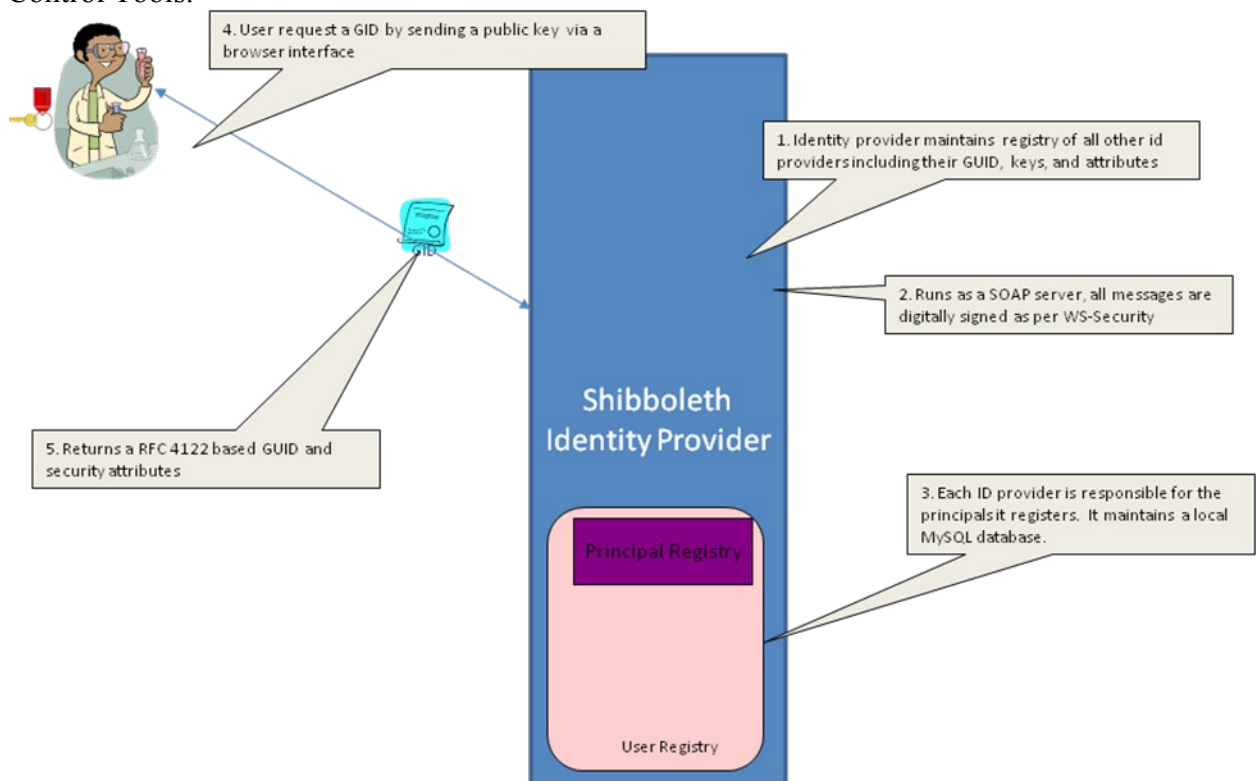 Control Tools.
4. User request a GID by sending a public key via a
browser interface
1. Identity provider maintains registry of all other id
providers including their GUID, keys, and attributes
GID
2. Runs as a SOAP server, all messages are
digitally signed as per WS-Security
Shibboleth
Identity Provider
5. Returns a RFC 4122 based GUID and
security attributes
3. Each ID provider is responsible for the
principals it registers. It maintains a local
MySQL database.
Principal Registry
User Registry